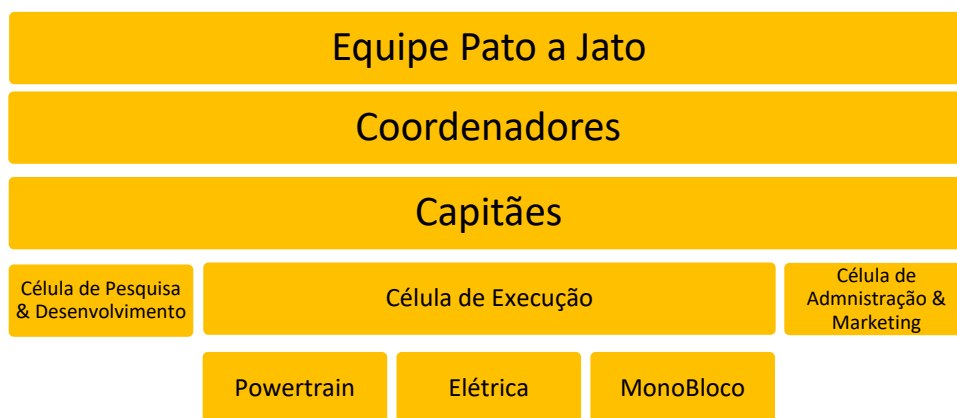 Equipe Pato a Jato
Coordenadores
Capitães
Célula de Pesquisa
& Desenvolvimento
Célula de Execução
Célula de
Admnistração &
Marketing
Powertrain
Elétrica
MonoBloco